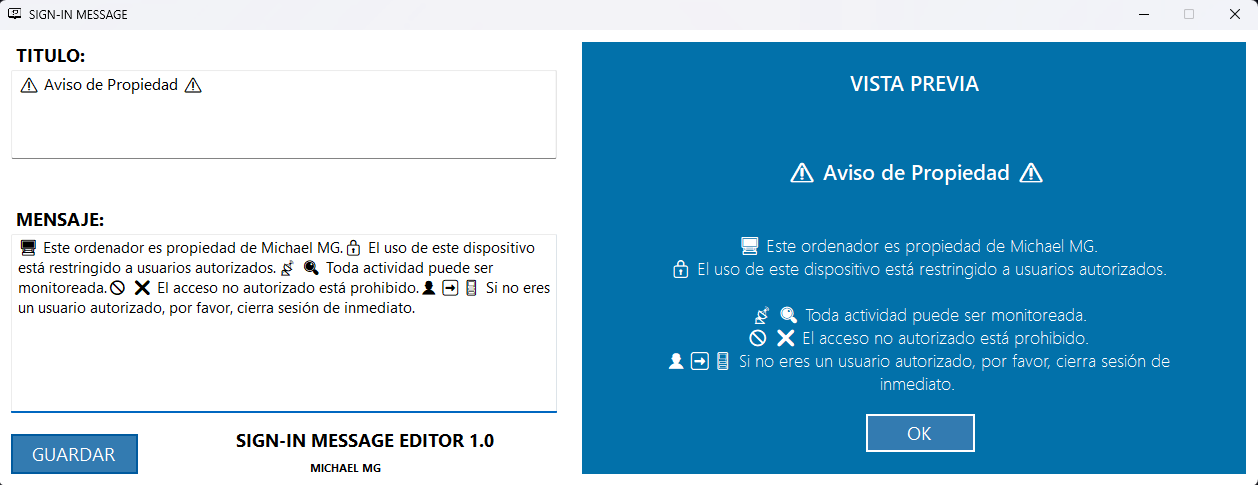 SIGN-IN MESSAGE
TITULO:
⚠ Aviso de Propiedad ⚠
MENSAJE:
🖥 Este ordenador es propiedad de Michael MG.🔒 El uso de este dispositivo
está restringido a usuarios autorizados. 📡 🔍 Toda actividad puede ser
monitoreada.🚫 ❌ El acceso no autorizado está prohibido.👤➡📱 Si no eres
un usuario autorizado, por favor, cierra sesión de inmediato.
GUARDAR
SIGN-IN MESSAGE EDITOR 1.0
MICHAEL MG
VISTA PREVIA
⚠ Aviso de Propiedad ⚠
🖥 Este ordenador es propiedad de Michael MG.
🔒 El uso de este dispositivo está restringido a usuarios autorizados.
📡 🔍 Toda actividad puede ser monitoreada.
🚫 ❌ El acceso no autorizado está prohibido.
👤➡📱 Si no eres un usuario autorizado, por favor, cierra sesión de
inmediato.
OK